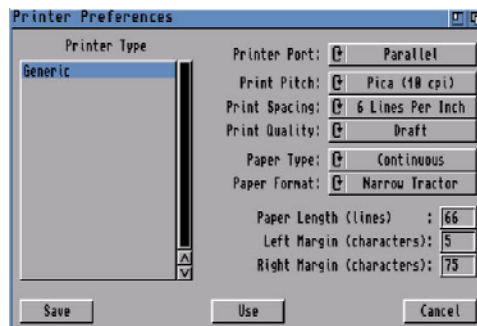 Printer Preferences
Printer Type
Generic
Printer Port: Parallel
Print Pitch: Pica (10 cpi)
Print Spacing: 6 Lines Per Inch
Print Quality: Draft
Paper Type: Continuous
Paper Format: Narrow Tractor
Paper Length (lines) : 66
Left Margin (characters): 5
Right Margin (characters): 75
Save Use Cancel